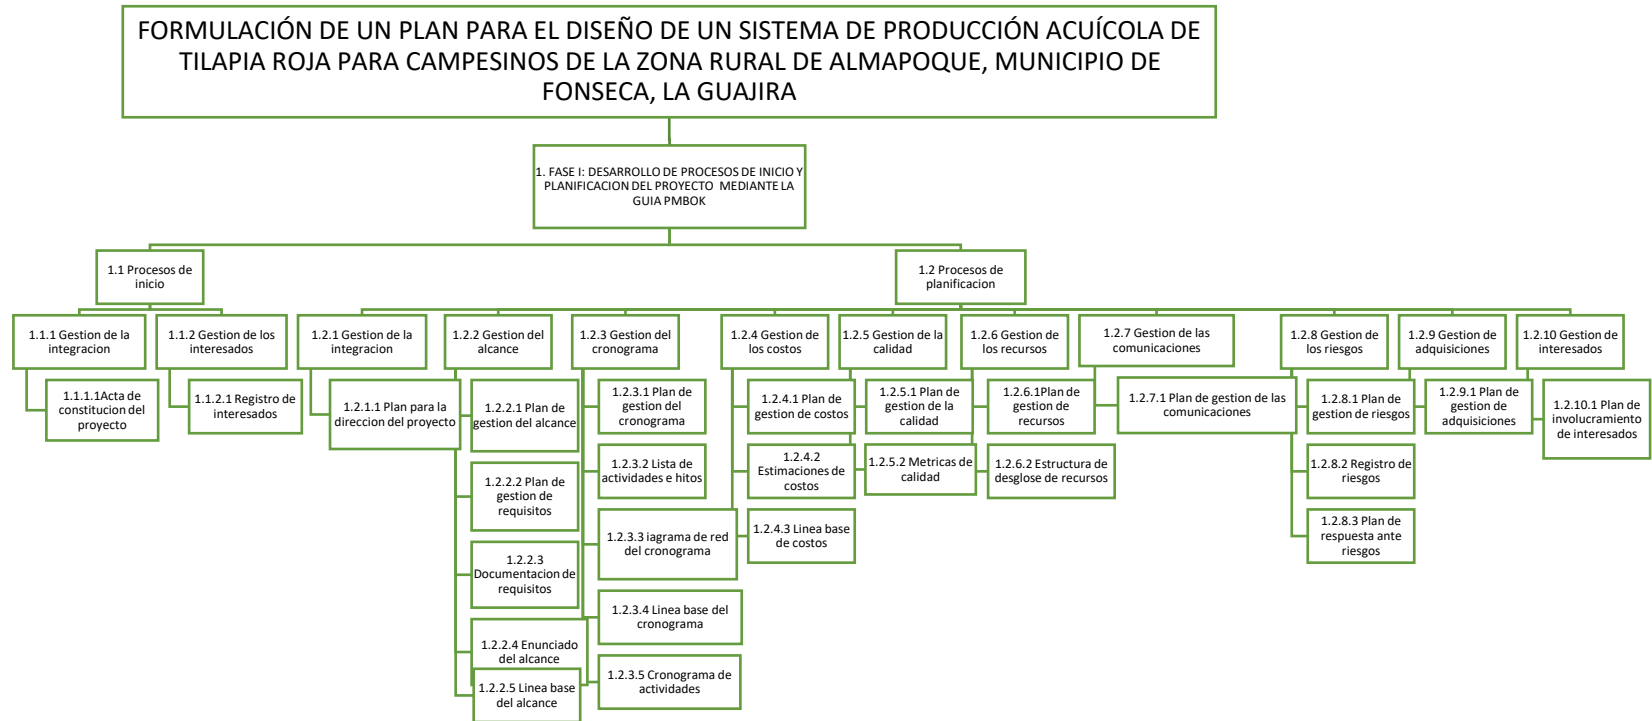 FORMULACIÓN DE UN PLAN PARA EL DISEÑO DE UN SISTEMA DE PRODUCCIÓN ACUÍCOLA DE
TILAPIA ROJA PARA CAMPESINOS DE LA ZONA RURAL DE ALMAPOQUE, MUNICIPIO DE
FONSECA, LA GUAJIRA
1. FASE I: DESARROLLO DE PROCESOS DE INICIO Y
PLANIFICACION DEL PROYECTO MEDIANTE LA
GUIA PMBOK
1.1 Procesos de
inicio
1.2 Procesos de
planificacion
1.1.1 Gestion de la
integracion
1.1.1.1Acta de
constitucion del
proyecto
1.1.2 Gestion de los
interesados
1.1.2.1 Registro de
interesados
1.2.1 Gestion de la
integracion
1.2.1.1 Plan para la
direccion del proyecto
1.2.2 Gestion del
alcance
1.2.2.1 Plan de
gestion del alcance
1.2.2.2 Plan de
gestion de
requisitos
1.2.2.3
Documentacion de
requisitos
1.2.2.4 Enunciado
del alcance
1.2.2.5 Linea base
del alcance
1.2.3 Gestion del
cronograma
1.2.3.1 Plan de
gestion del
cronograma
1.2.3.2 Lista de
actividades e hitos
1.2.3.3 iagrama de red
del cronograma
1.2.3.4 Linea base del
cronograma
1.2.3.5 Cronograma de
actividades
1.2.4 Gestion de
los costos
1.2.4.1 Plan de
gestion de costos
1.2.4.2
Estimaciones de
costos
1.2.4.3 Linea base
de costos
1.2.5 Gestion de la
calidad
1.2.5.1 Plan de
gestion de la
calidad
1.2.5.2 Metricas de
calidad
1.2.6 Gestion de
los recursos
1.2.6.1Plan de
gestion de
recursos
1.2.6.2 Estructura de
desglose de recursos
1.2.7 Gestion de las
comunicaciones
1.2.7.1 Plan de gestion de las
comunicaciones
1.2.8 Gestion de
los riesgos
1.2.8.1 Plan de
gestion de riesgos
1.2.8.2 Registro de
riesgos
1.2.8.3 Plan de
respuesta ante
riesgos
1.2.9 Gestion de
adquisiciones
1.2.9.1 Plan de
gestion de
adquisiciones
1.2.10 Gestion de
interesados
1.2.10.1 Plan de
involucramiento
de interesados